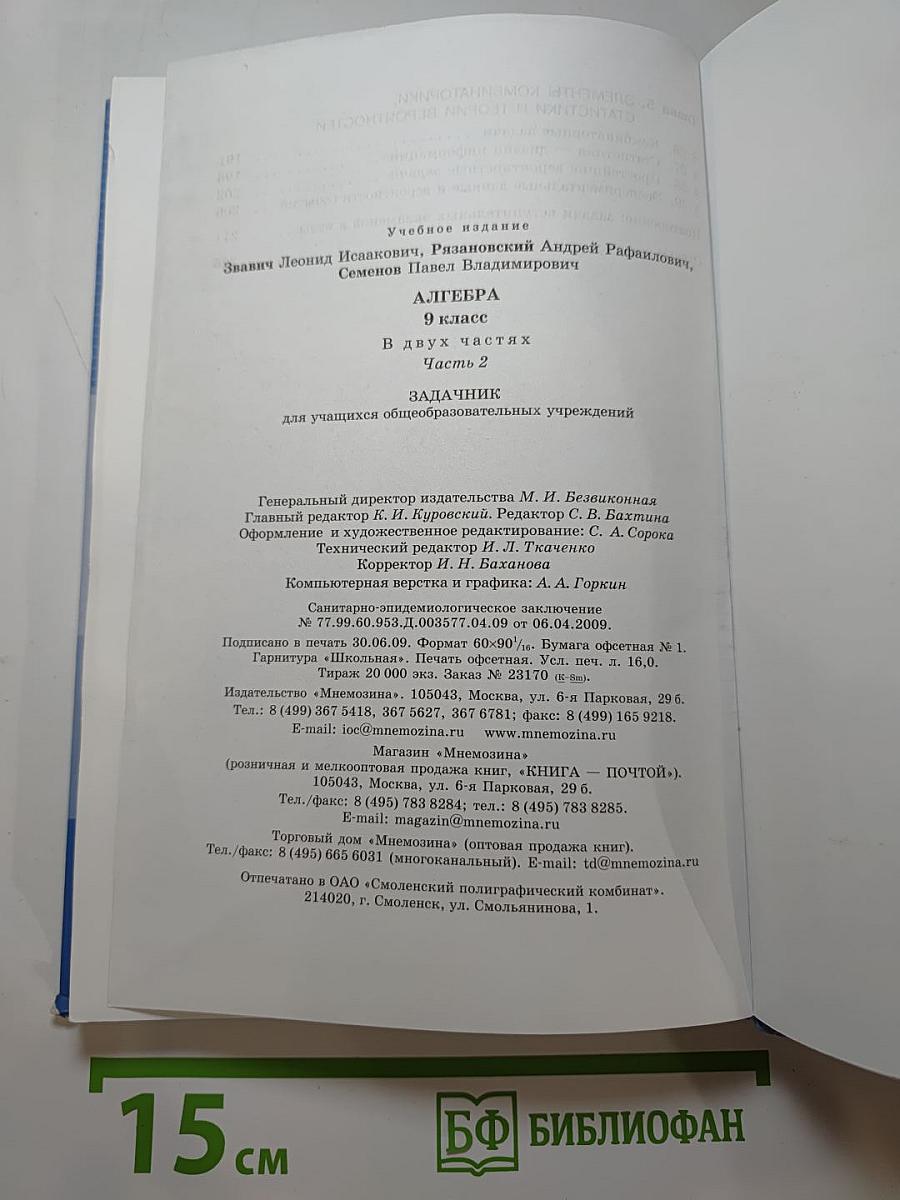 Учебное издание
Звавич Леонид Исаакович, Рязановский Андрей Рафаилович,
Семенов Павел Владимирович
АЛГЕБРА
9 класс
В двух частях
Часть 2
ЗАДАЧНИК
для учащихся общеобразовательных учреждений
Генеральный директор издательства М. И. Безвиконная
Главный редактор К. И. Куровский. Редактор С. В. Бахтина
Оформление и художественное редактирование: С. А. Сорока
Технический редактор И. Л. Ткаченко
Корректор И. Н. Баханова
Компьютерная верстка и графика: А. А. Горкин
Санитарно-эпидемиологическое заключение
№ 77.99.60.953.Д.003577.04.09 от 06.04.2009.
Подписано в печать 30.06.09. Формат 60×90 1/16. Бумага офсетная № 1.
Гарнитура «Школьная». Печать офсетная. Усл. печ. л. 16,0.
Тираж 20 000 экз. Заказ № 23170 (K-Sm).
Издательство «Мнемозина». 105043, Москва, ул. 6-я Парковая, 29 б.
Тел.: 8 (499) 367 5418, 367 5627, 367 6781; факс: 8 (499) 165 9218.
E-mail: ioc@mnemozina.ru www.mnemozina.ru
Магазин «Мнемозина»
(розничная и мелкооптовая продажа книг, «КНИГА — ПОЧТОЙ»).
105043, Москва, ул. 6-я Парковая, 29 б.
Тел./факс: 8 (495) 783 8284; тел.: 8 (495) 783 8285.
E-mail: magazin@mnemozina.ru
Торговый дом «Мнемозина» (оптовая продажа книг).
Тел./факс: 8 (495) 665 6031 (многоканальный). E-mail: td@mnemozina.ru
Отпечатано в ОАО «Смоленский полиграфический комбинат».
214020, г. Смоленск, ул. Смольянинова, 1.
15 см
БФ БИБЛИОФАН